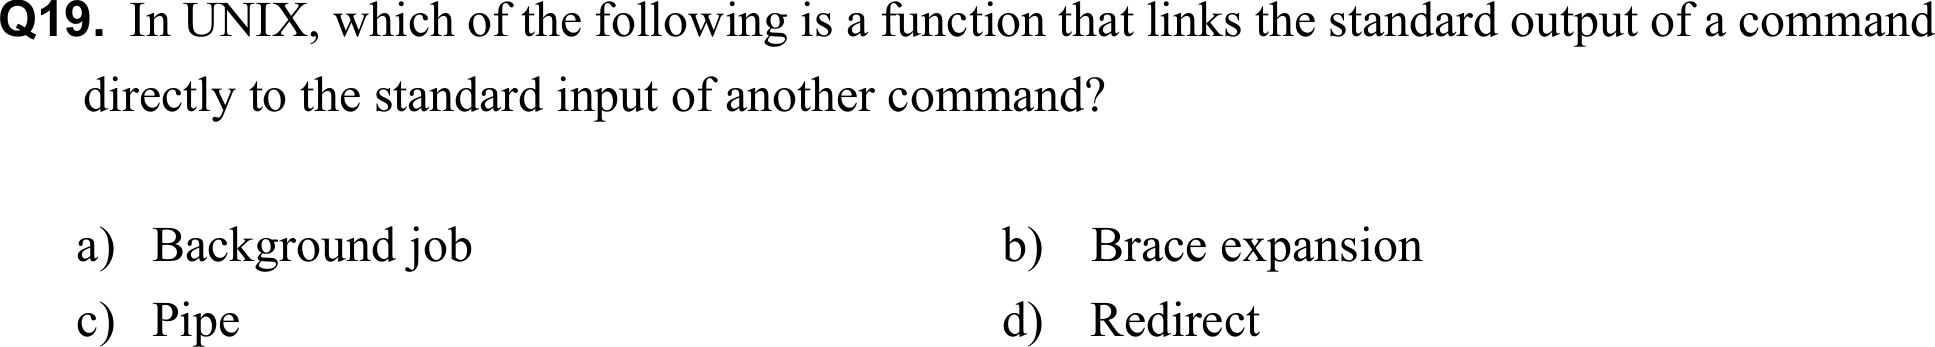 Q19. In UNIX, which of the following is a function that links the standard output of a command
directly to the standard input of another command?
a) Background job b) Brace expansion
c) Pipe d) Redirect